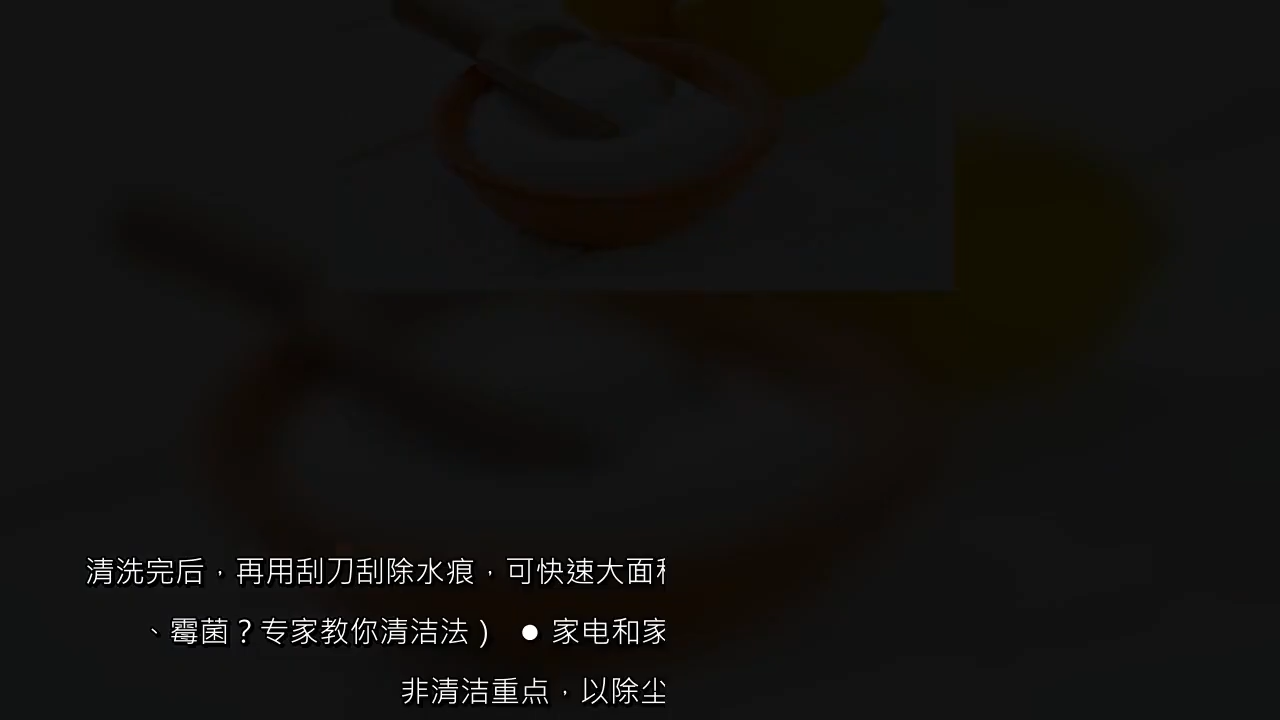 清洗完后，再用刮刀刮除水痕，可快速大面
、霉菌？专家教你清洁法） ● 家电和家
非清洁重点，以除尘